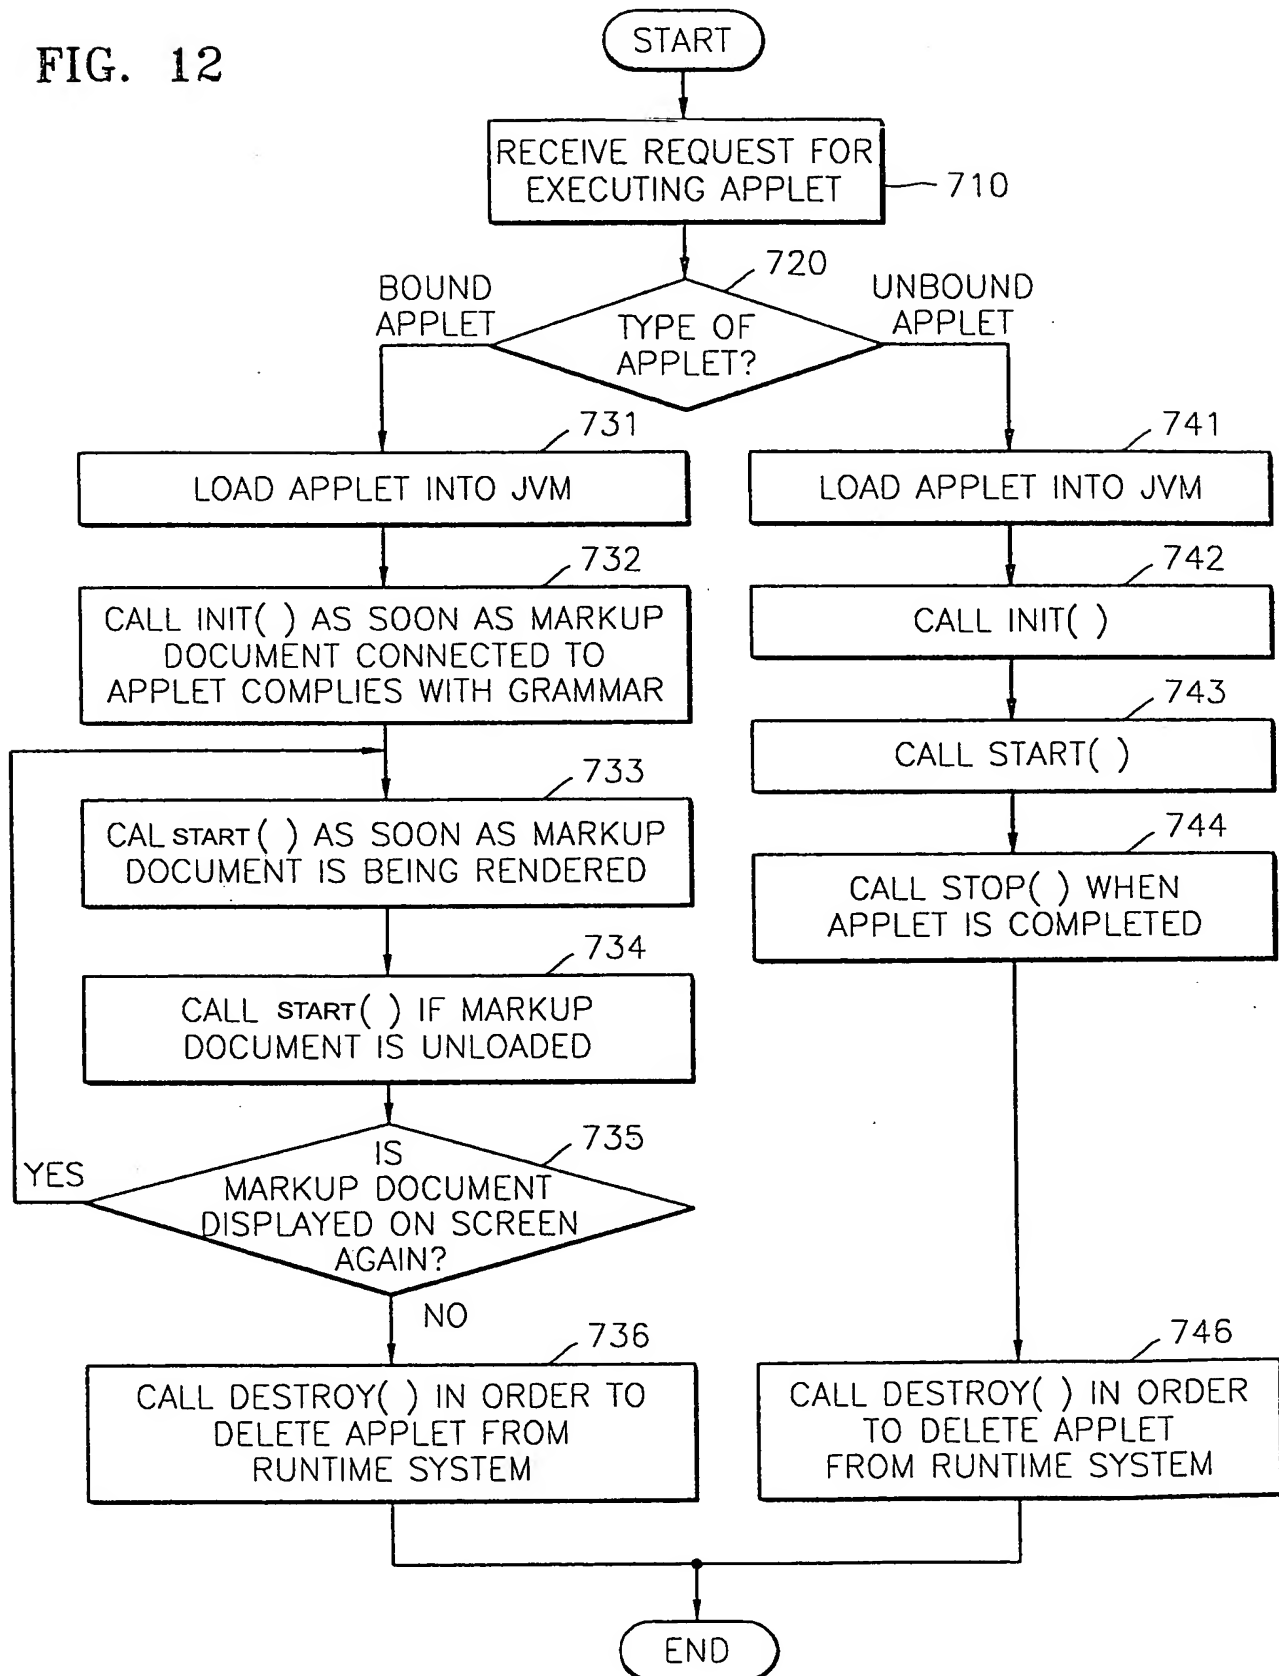 FIG. 12
START
RECEIVE REQUEST FOR
EXECUTING APPLET
710
720
BOUND
APPLET
UNBOUND
APPLET
TYPE OF
APPLET?
731
LOAD APPLET INTO JVM
732
CALL INIT( ) AS SOON AS MARKUP
DOCUMENT CONNECTED TO
APPLET COMPLIES WITH GRAMMAR
733
CAL START( ) AS SOON AS MARKUP
DOCUMENT IS BEING RENDERED
734
CALL START( ) IF MARKUP
DOCUMENT IS UNLOADED
735
IS
MARKUP DOCUMENT
DISPLAYED ON SCREEN
AGAIN?
YES
NO
736
CALL DESTROY( ) IN ORDER TO
DELETE APPLET FROM
RUNTIME SYSTEM
741
LOAD APPLET INTO JVM
742
CALL INIT( )
743
CALL START( )
744
CALL STOP( ) WHEN
APPLET IS COMPLETED
746
CALL DESTROY( ) IN ORDER
TO DELETE APPLET
FROM RUNTIME SYSTEM
END